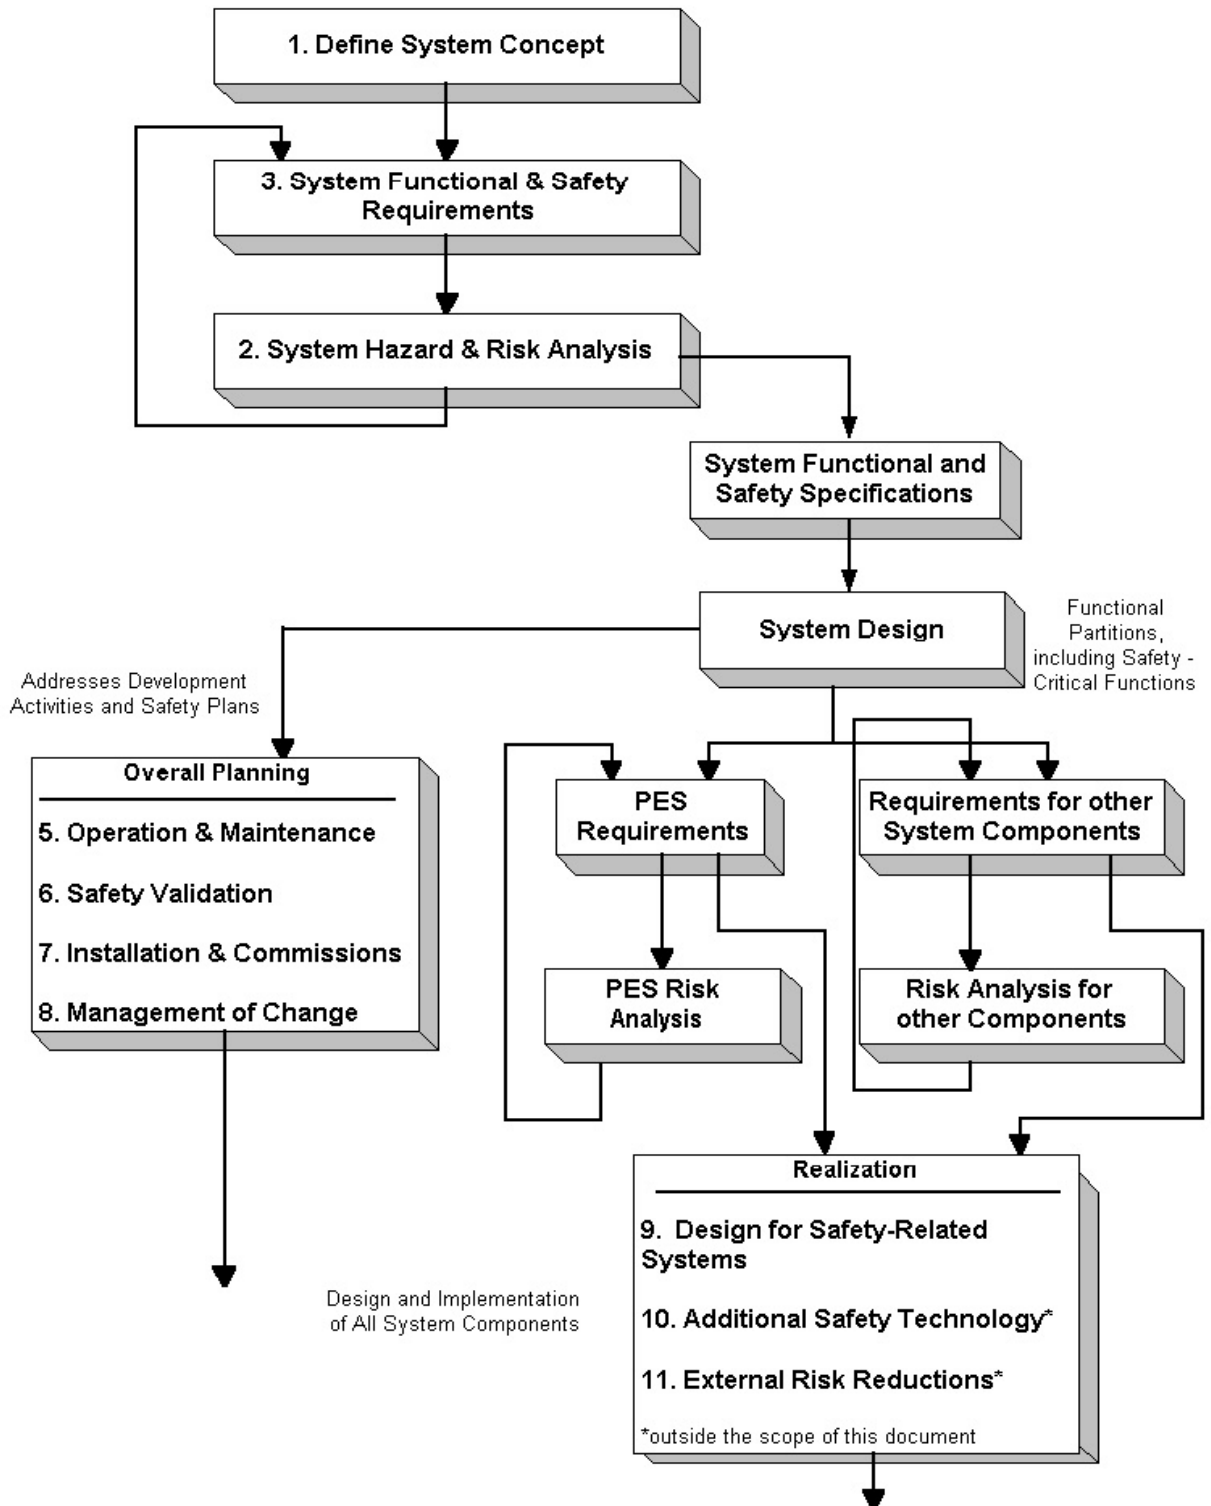 1. Define System Concept
3. System Functional & Safety
Requirements
2. System Hazard & Risk Analysis
System Functional and
Safety Specifications
System Design
Functional
Partitions,
including Safety -
Critical Functions
Addresses Development
Activities and Safety Plans
Overall Planning
5. Operation & Maintenance
6. Safety Validation
7. Installation & Commissions
8. Management of Change
PES
Requirements
Requirements for other
System Components
PES Risk
Analysis
Risk Analysis for
other Components
Realization
9. Design for Safety-Related
Systems
10. Additional Safety Technology*
11. External Risk Reductions*
*outside the scope of this document
Design and Implementation
of All System Components